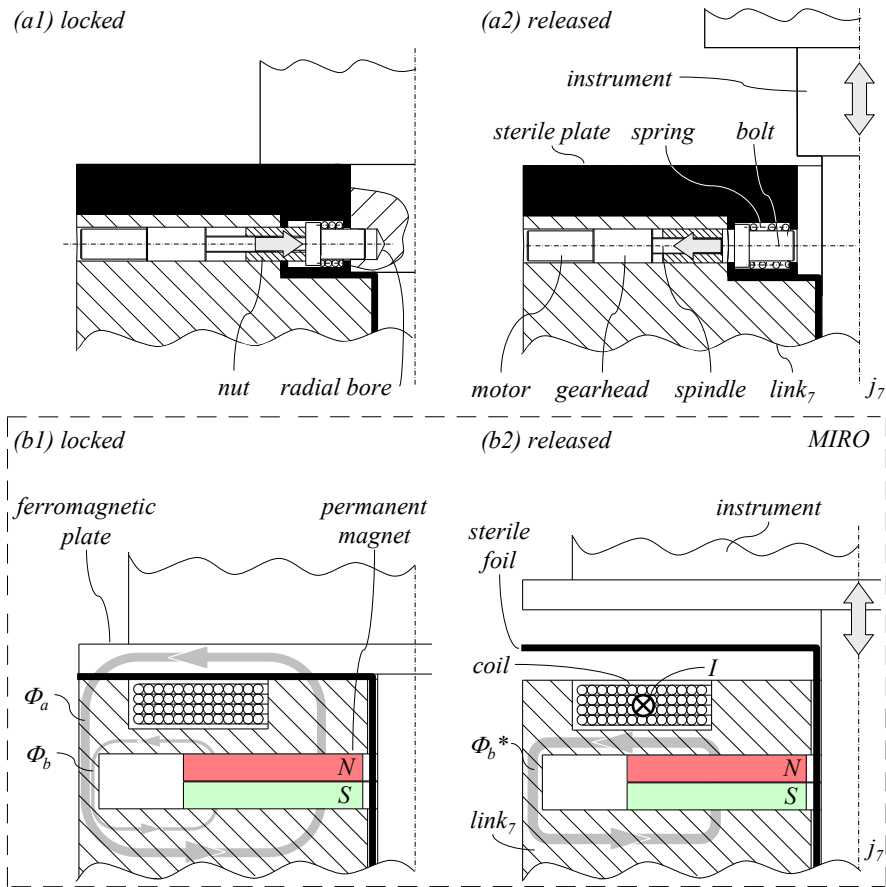 (a1) locked
(a2) released
instrument
sterile plate spring bolt
nut radial bore
motor gearhead spindle link7 j7
(b1) locked
(b2) released MIRO
ferromagnetic plate
permanent magnet
instrument
sterile foil
coil I
Φa
Φb
Φb*
N
S
N
S
link7
j7